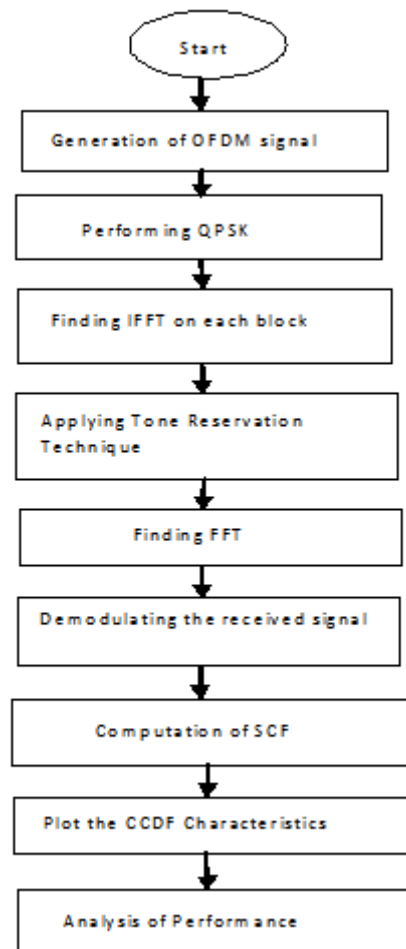 Start
Generation of OFDM signal
Performing QPSK
Finding IFFT on each block
Applying Tone Reservation
Technique
Finding FFT
Demodulating the received signal
Computation of SCF
Plot the CCDF Characteristics
Analysis of Performance